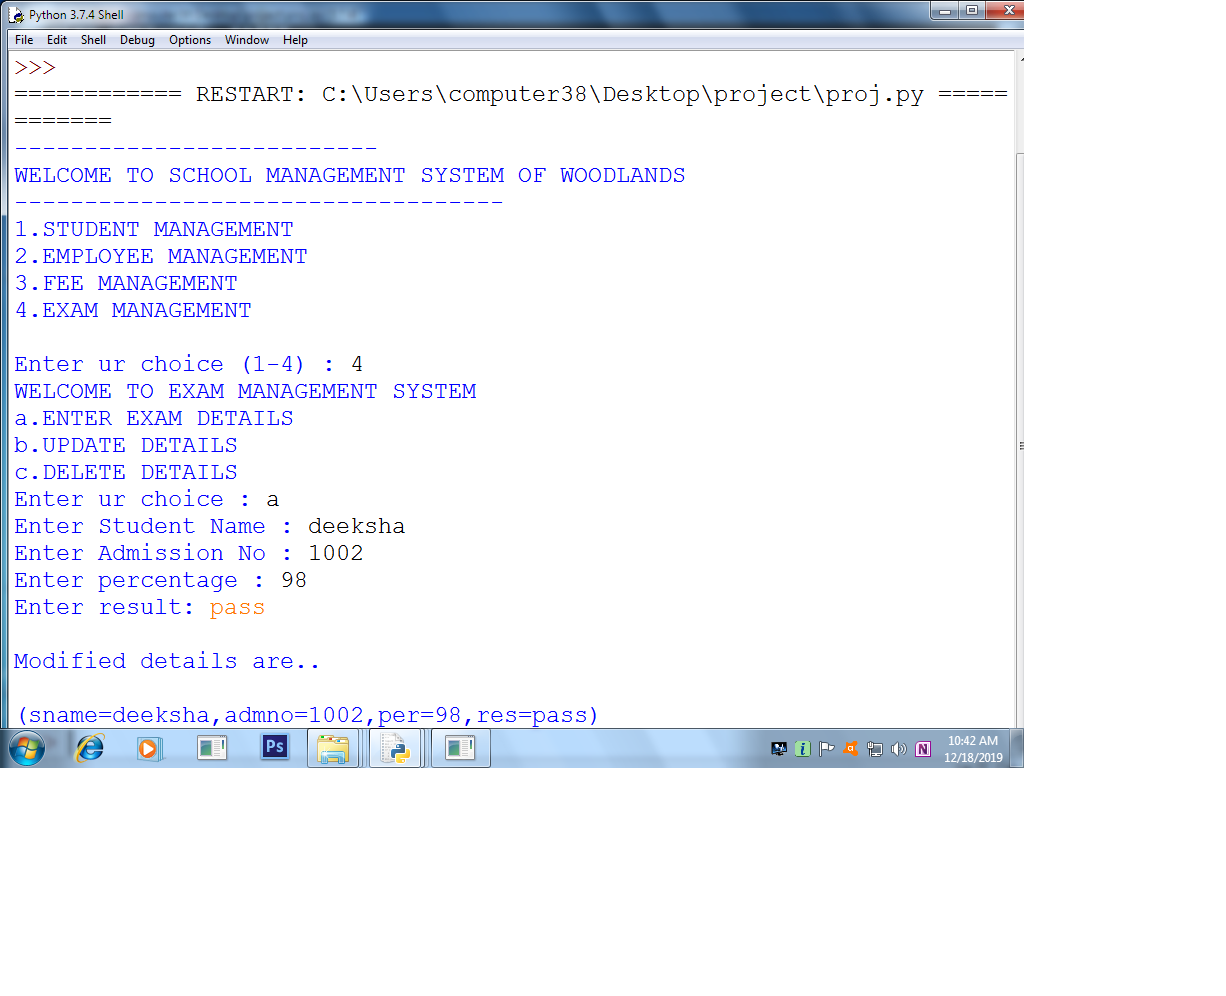 Python 3.7.4 Shell
File Edit Shell Debug Options Window Help
>>>
============ RESTART: C:\Users\computer38\Desktop\project\proj.py =====
=======
--------------------------
WELCOME TO SCHOOL MANAGEMENT SYSTEM OF WOODLANDS
-----------------------------------
1.STUDENT MANAGEMENT
2.EMPLOYEE MANAGEMENT
3.FEE MANAGEMENT
4.EXAM MANAGEMENT
Enter ur choice (1-4) : 4
WELCOME TO EXAM MANAGEMENT SYSTEM
a.ENTER EXAM DETAILS
b.UPDATE DETAILS
c.DELETE DETAILS
Enter ur choice : a
Enter Student Name : deeksha
Enter Admission No : 1002
Enter percentage : 98
Enter result: pass
Modified details are..
(sname=deeksha,admno=1002,per=98,res=pass)
Ps
N
10:42 AM
12/18/2019